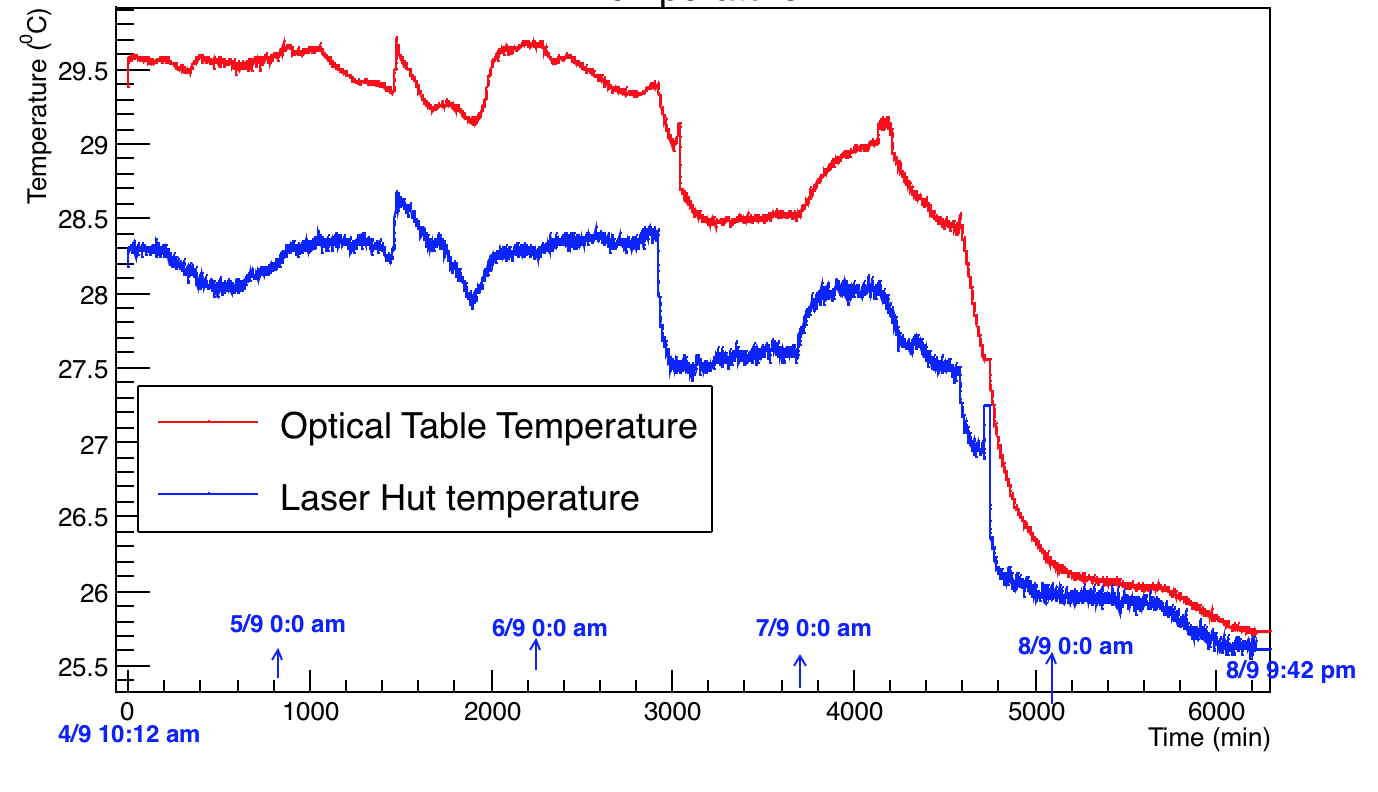 Temperature (⁰C)
29.5
29
28.5
28
27.5
27
26.5
26
25.5
Optical Table Temperature
Laser Hut temperature
5/9 0:0 am
6/9 0:0 am
7/9 0:0 am
8/9 0:0 am
8/9 9:42 pm
0 1000 2000 3000 4000 5000 6000
4/9 10:12 am
Time (min)